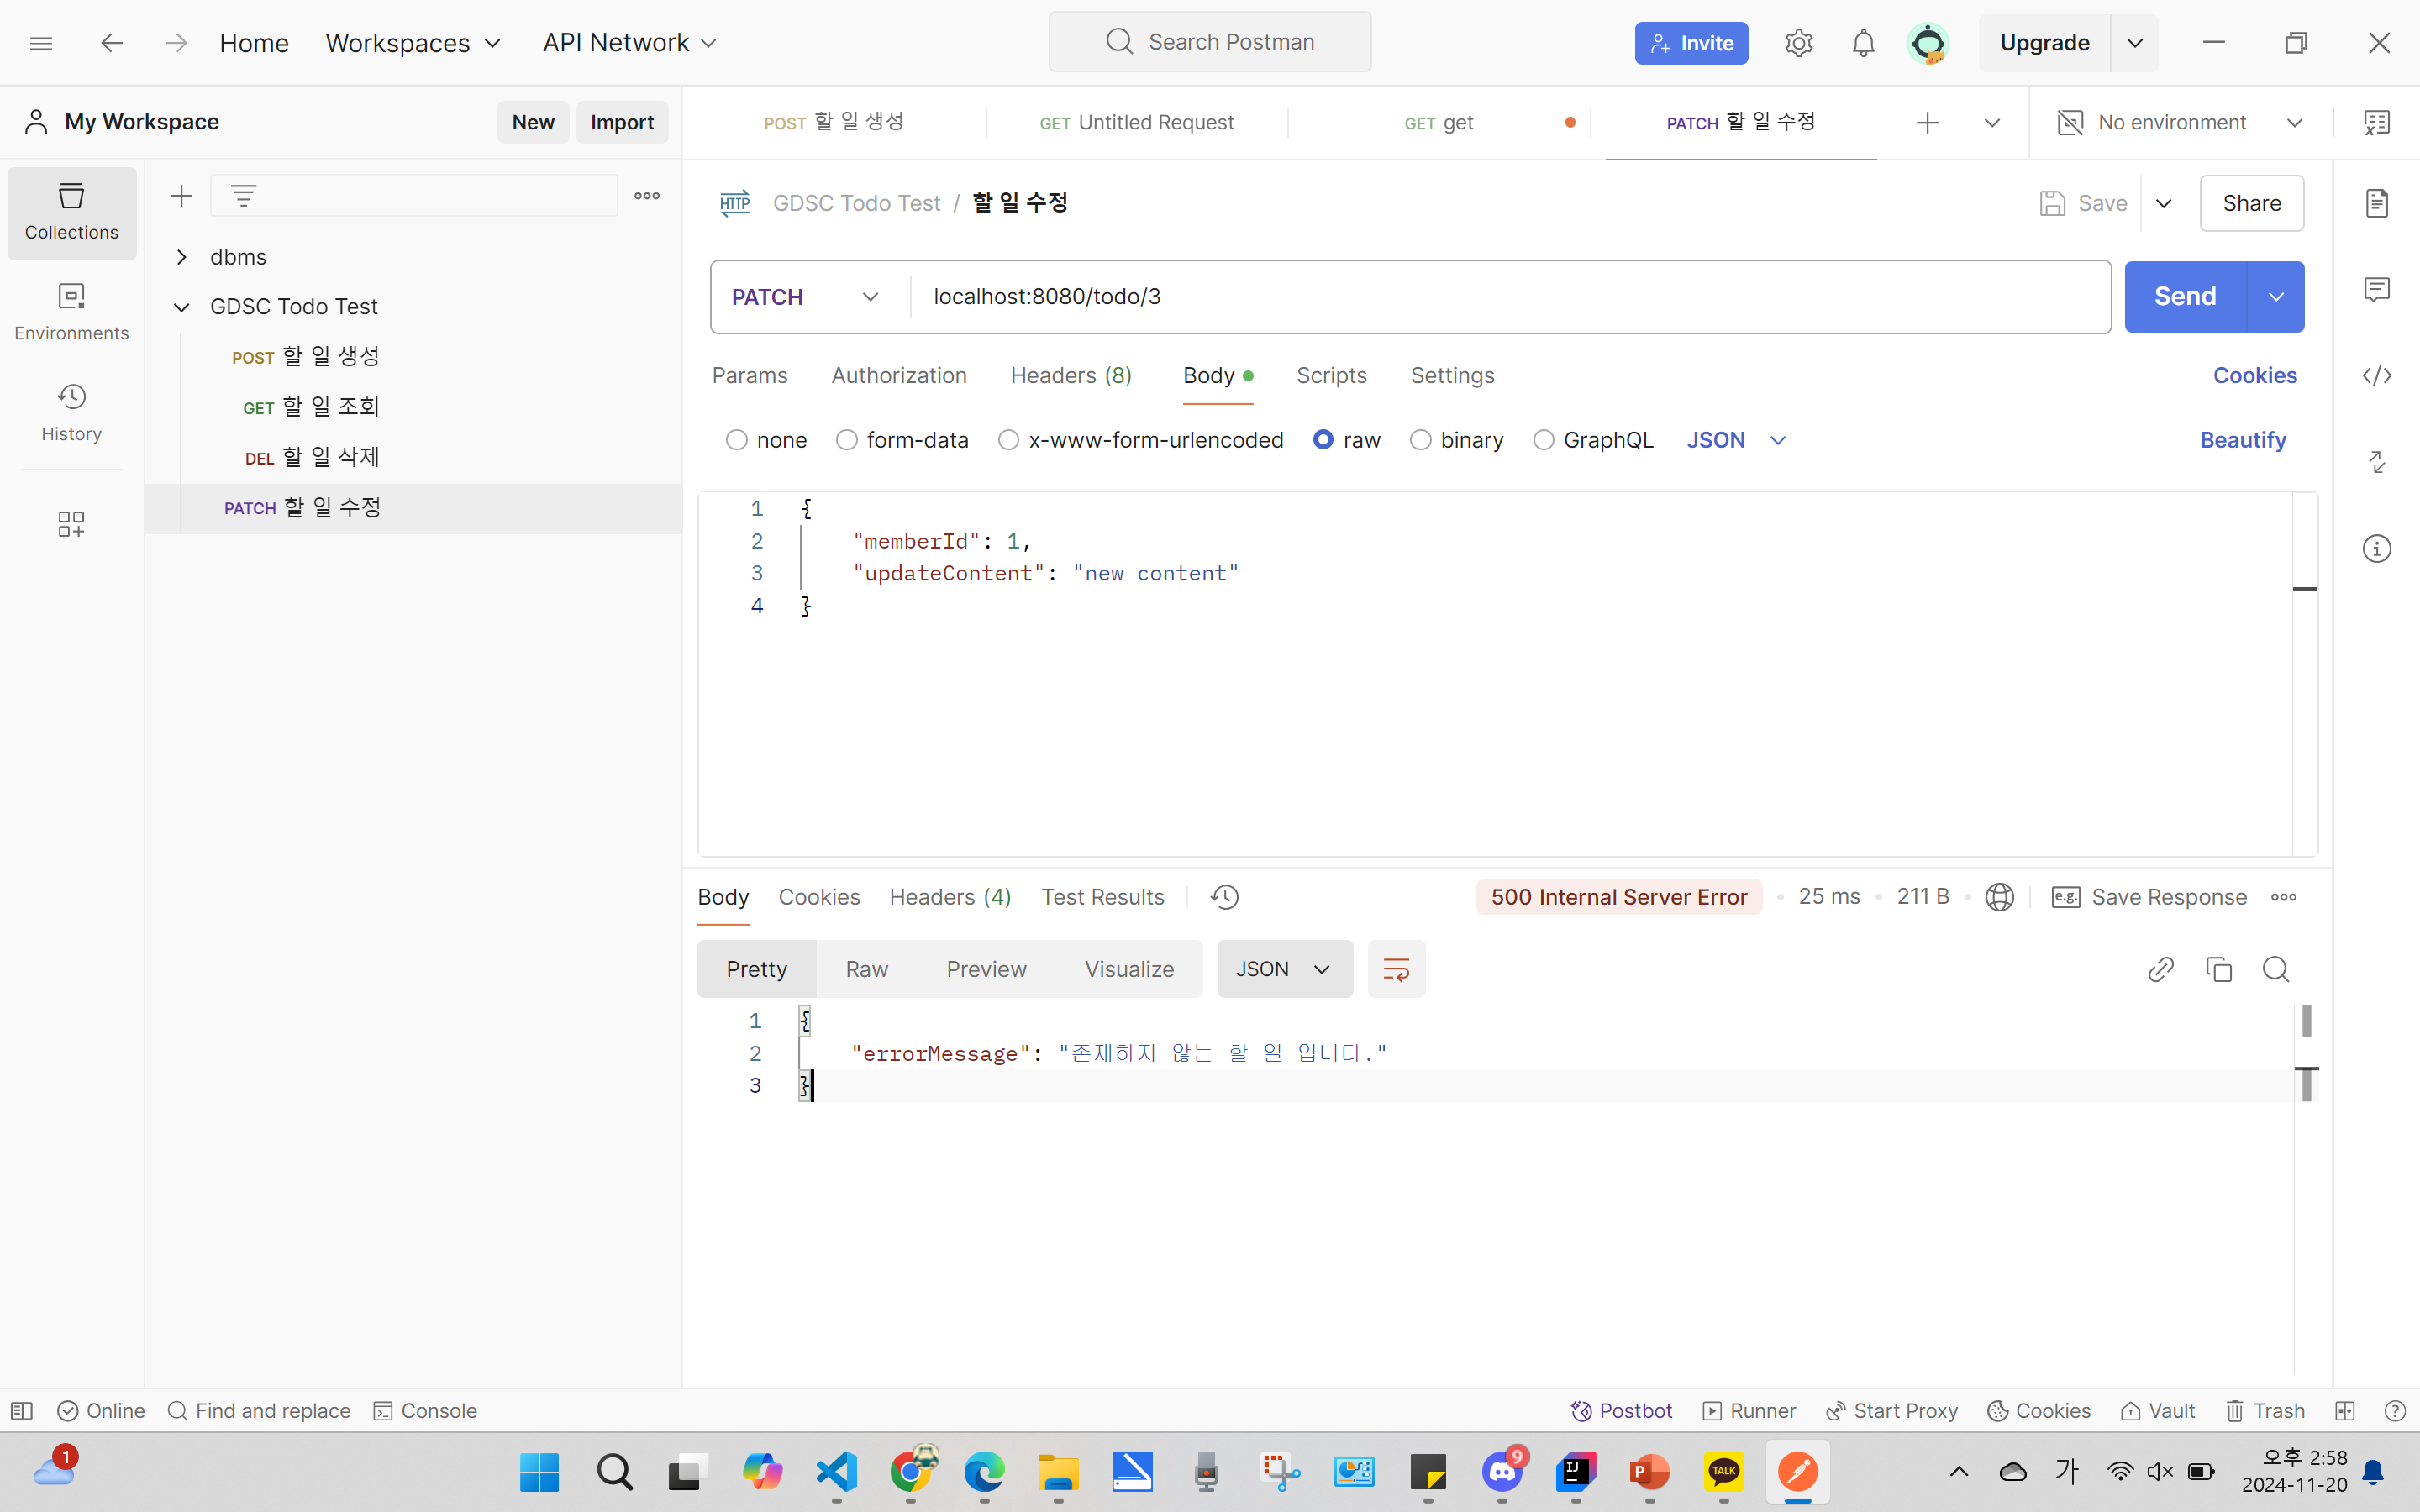 Home Workspaces API Network Search Postman Invite Upgrade
My Workspace New Import
POST 할 일 생성 GET Untitled Request GET get PATCH 할 일 수정 No environment
Collections
Environments
History
dbms
GDSC Todo Test
POST 할 일 생성
GET 할 일 조회
DEL 할 일 삭제
PATCH 할 일 수정
HTTP GDSC Todo Test / 할 일 수정 Save Share
PATCH localhost:8080/todo/3 Send
Params Authorization Headers (8) Body Scripts Settings Cookies
none form-data x-www-form-urlencoded raw binary GraphQL JSON Beautify
1 {
2 "memberId": 1,
3 "updateContent": "new content"
4 }
Body Cookies Headers (4) Test Results 500 Internal Server Error • 25 ms • 211 B • e.g. Save Response
Pretty Raw Preview Visualize JSON
1 {
2 "errorMessage": "존재하지 않는 할 일 입니다."
3 }
Online Find and replace Console Postbot Runner Start Proxy Cookies Vault Trash
1 9 IJ P TALK 가 오후 2:58
2024-11-20